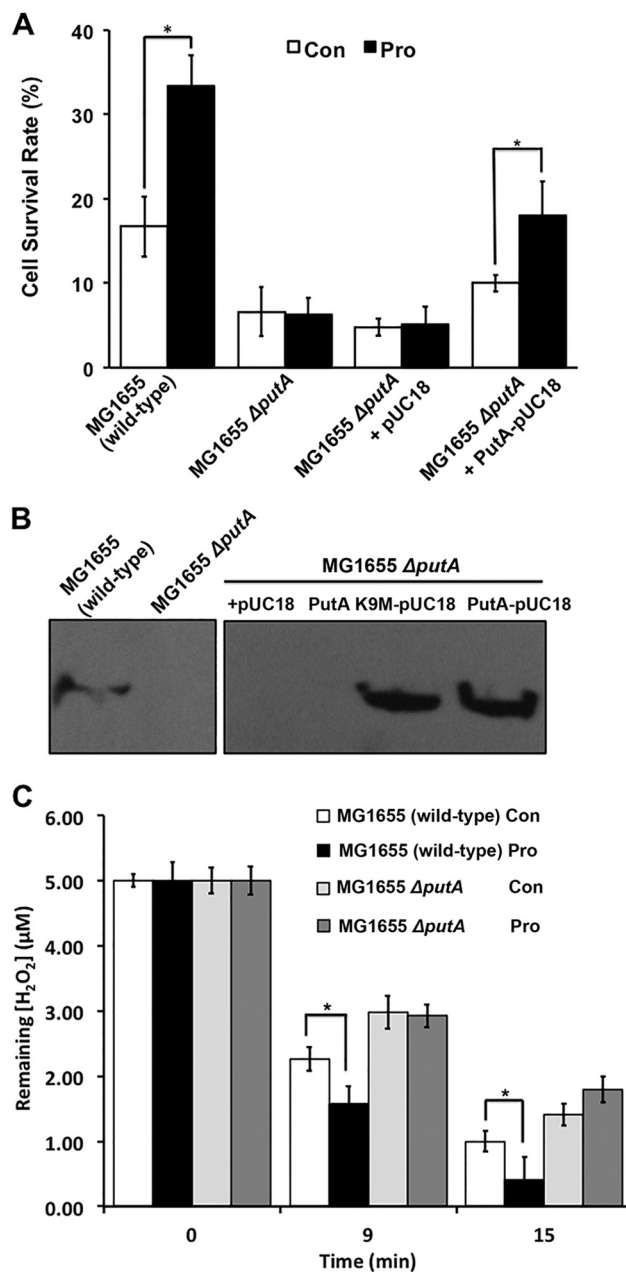 A
*
Con Pro
*
Cell Survival Rate (%)
40
30
20
10
0
MG1655
(wild-type)
MG1655 ΔputA
MG1655 ΔputA
+ pUC18
MG1655 ΔputA
+ PutA-pUC18
B
MG1655
(wild-type)
MG1655 ΔputA
MG1655 ΔputA
+pUC18 PutA K9M-pUC18 PutA-pUC18
C
MG1655 (wild-type) Con
MG1655 (wild-type) Pro
MG1655 ΔputA Con
MG1655 ΔputA Pro
Remaining [H₂O₂] (μM)
6.00
5.00
4.00
3.00
2.00
1.00
0.00
*
*
0 9 15
Time (min)